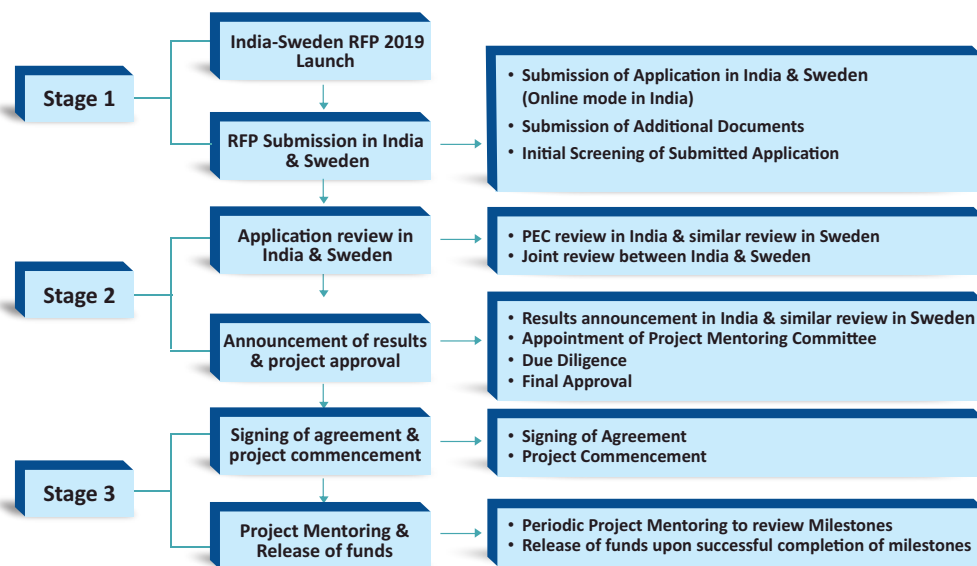 Stage 1
India-Sweden RFP 2019
Launch
RFP Submission in India
& Sweden
• Submission of Application in India & Sweden
(Online mode in India)
• Submission of Additional Documents
• Initial Screening of Submitted Application
Stage 2
Application review in
India & Sweden
• PEC review in India & similar review in Sweden
• Joint review between India & Sweden
Announcement of results
& project approval
• Results announcement in India & similar review in Sweden
• Appointment of Project Mentoring Committee
• Due Diligence
• Final Approval
Stage 3
Signing of agreement &
project commencement
• Signing of Agreement
• Project Commencement
Project Mentoring &
Release of funds
• Periodic Project Mentoring to review Milestones
• Release of funds upon successful completion of milestones